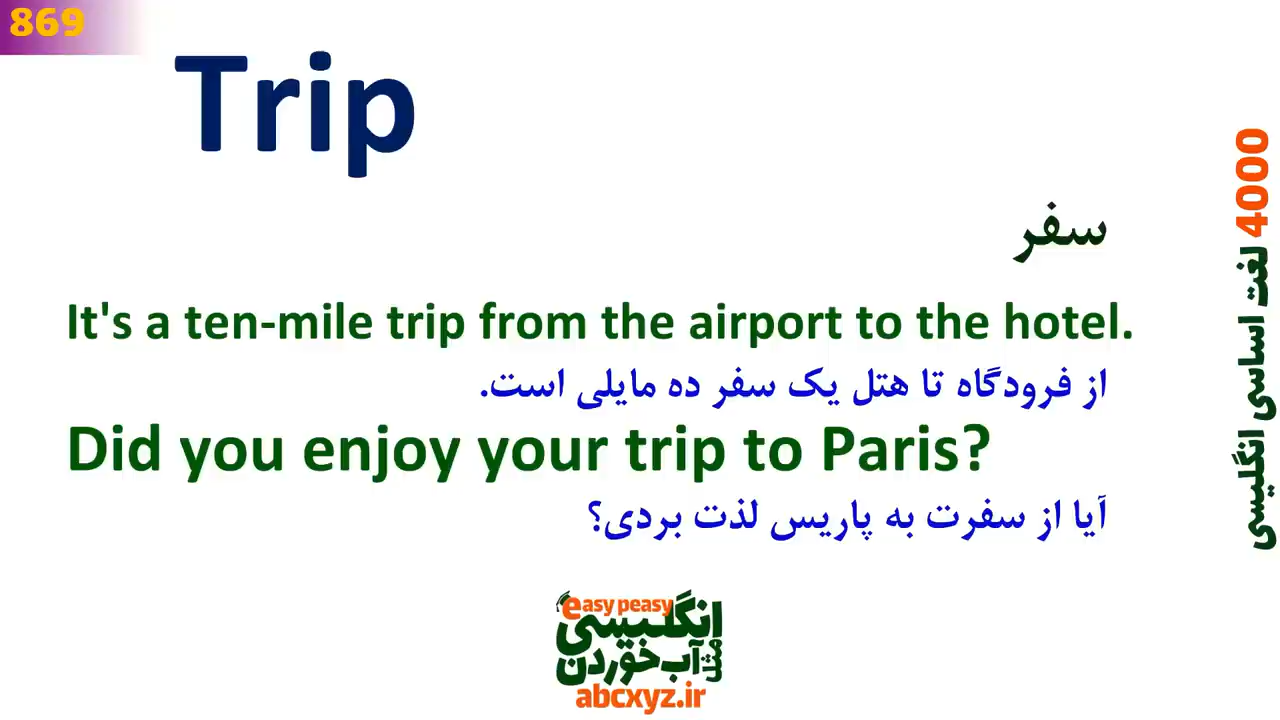 869
Trip
سفر
It's a ten-mile trip from the airport to the hotel.
از فرودگاه تا هتل یک سفر ده مایلی است.
Did you enjoy your trip to Paris?
آیا از سفرت به پاریس لذت بردی؟
4000 لغت اساسی انگلیسی
easy peasy
انگلیسی
مثل آب خوردن
abcxyz.ir